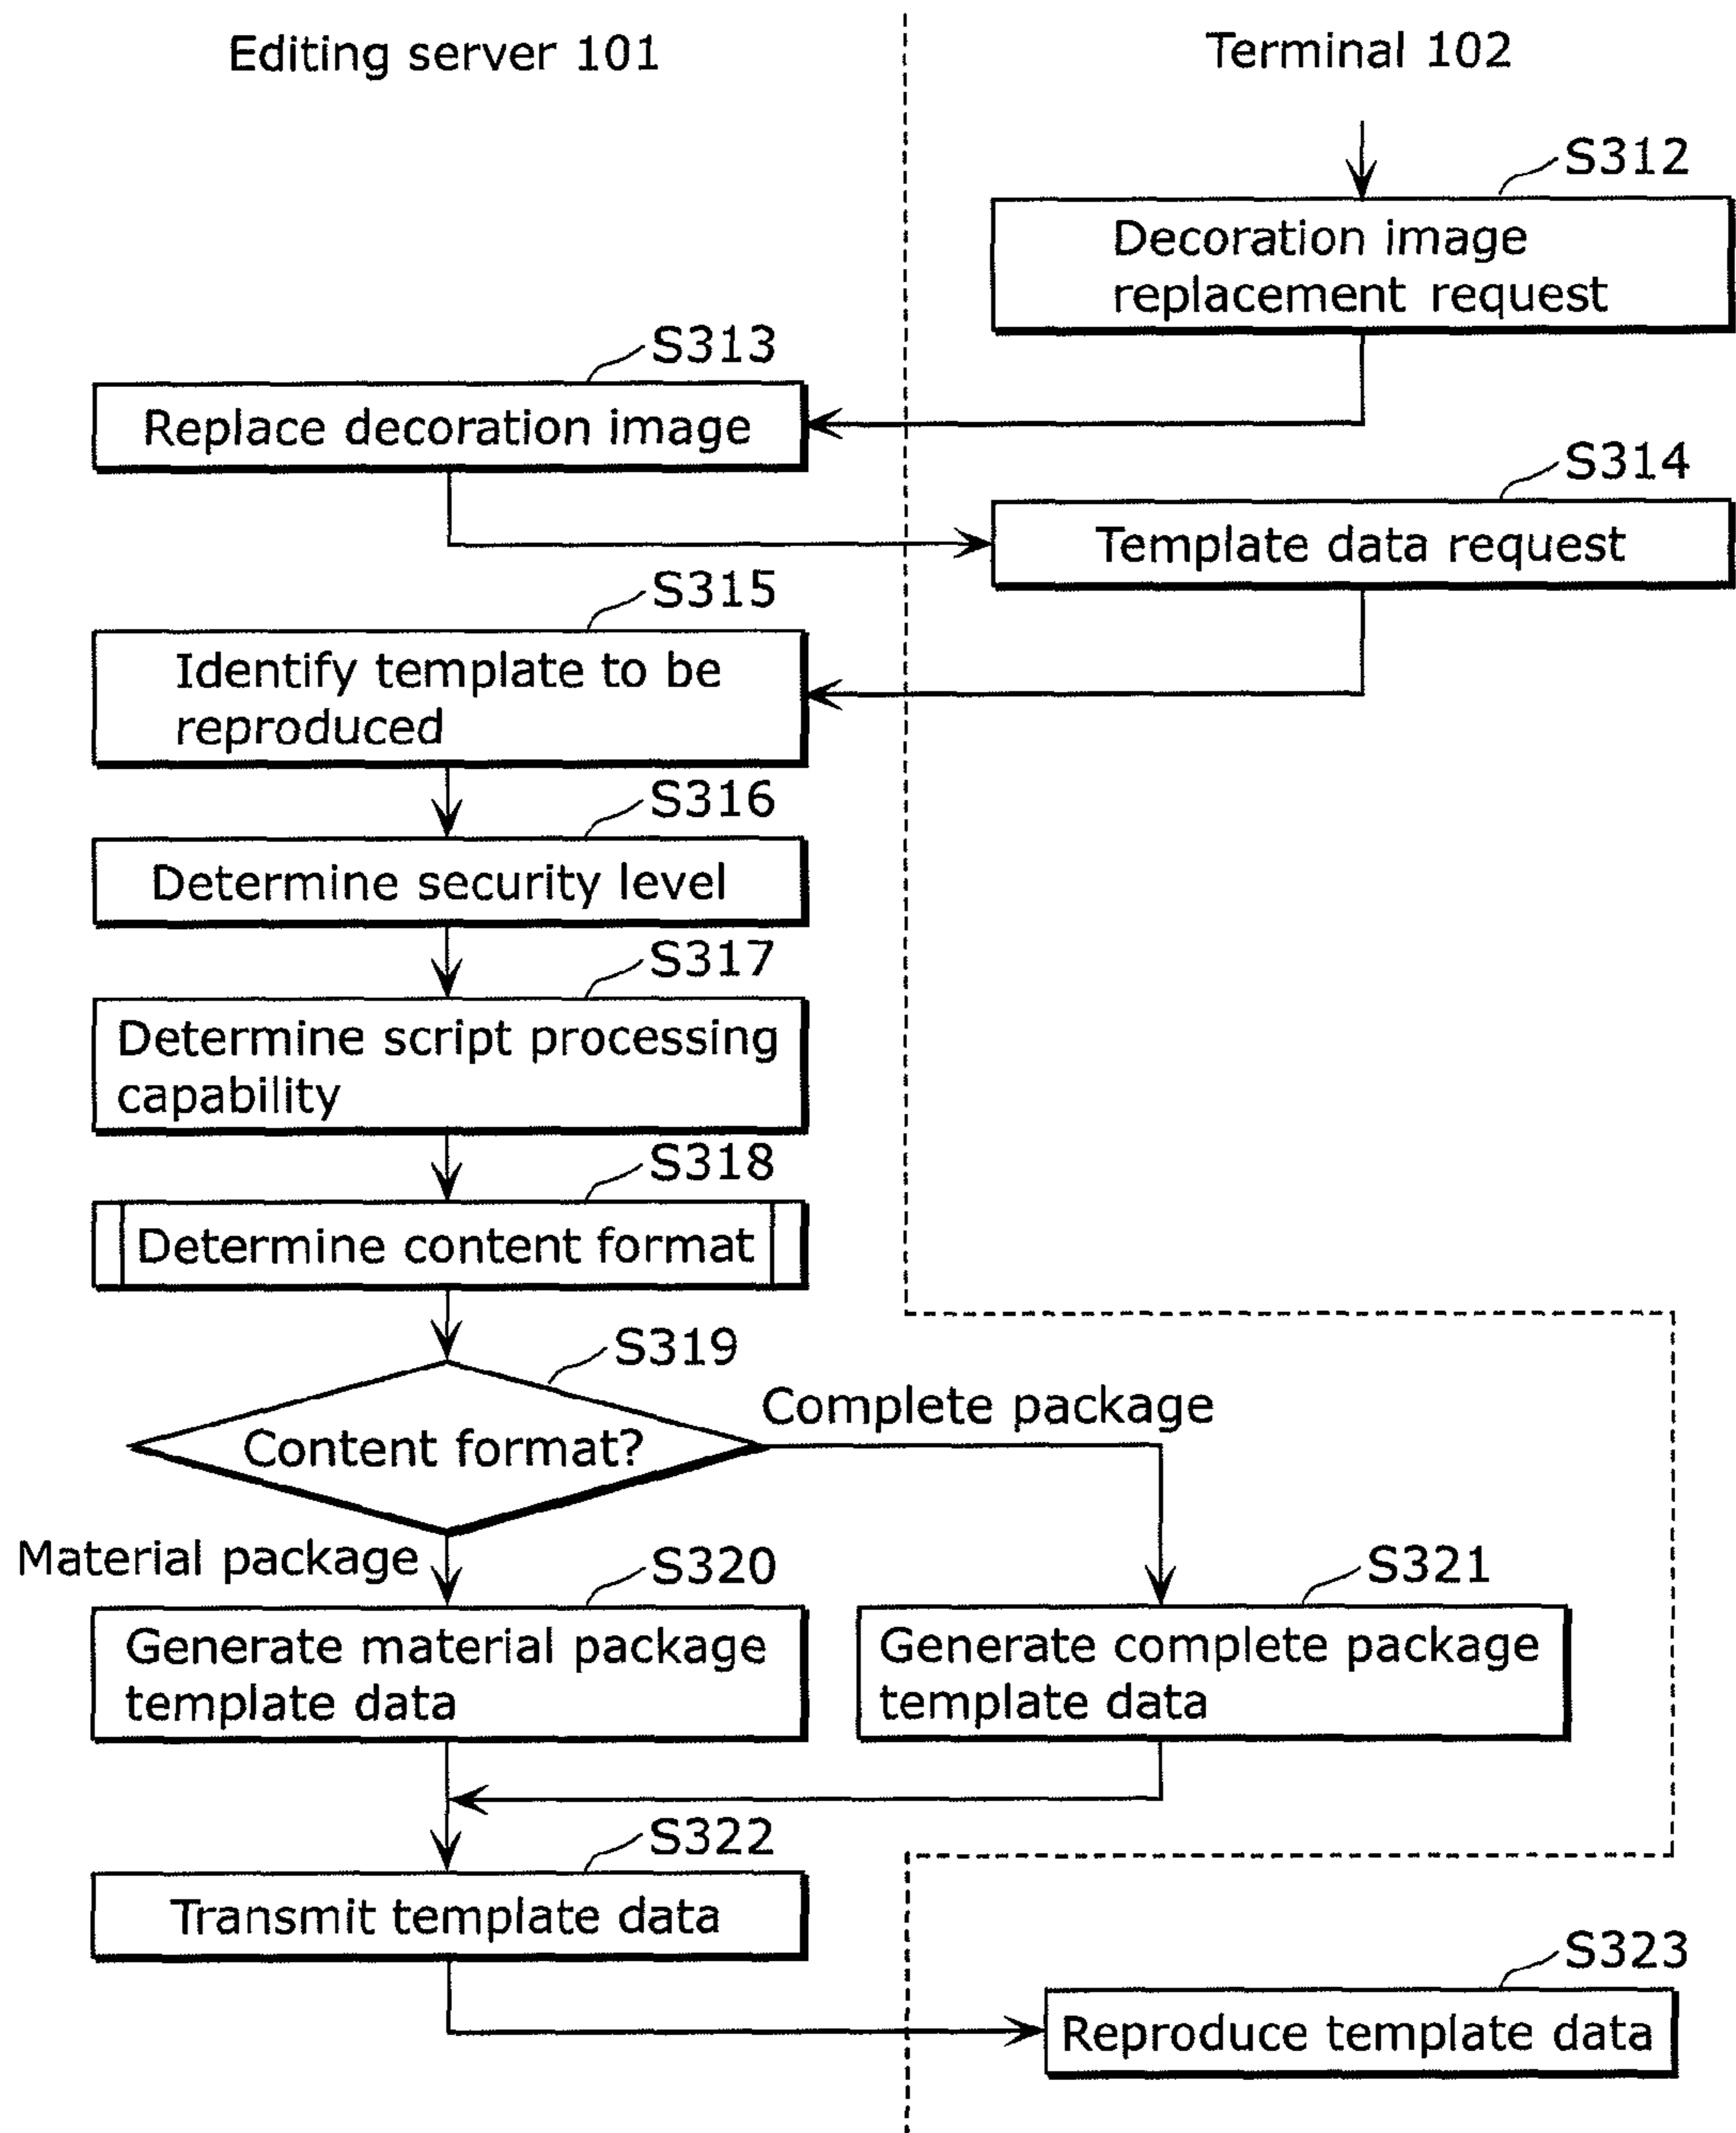 Editing server 101
Terminal 102
S312
Decoration image
replacement request
S313
Replace decoration image
S314
Template data request
S315
Identify template to be
reproduced
S316
Determine security level
S317
Determine script processing
capability
S318
Determine content format
S319
Content format?
Complete package
Material package
S320
Generate material package
template data
S321
Generate complete package
template data
S322
Transmit template data
S323
Reproduce template data